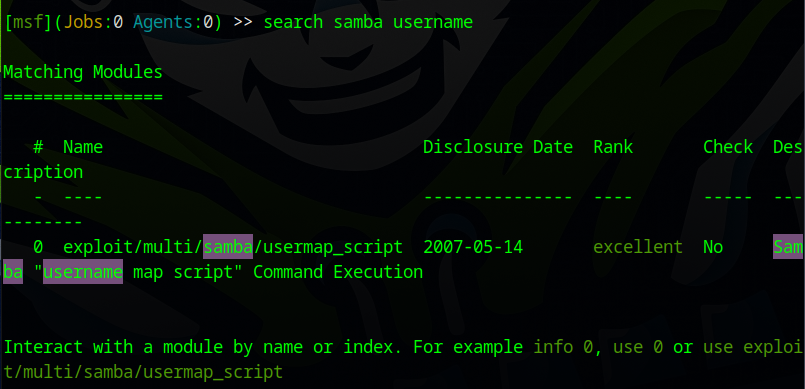 [msf](Jobs:0 Agents:0) >> search samba username
Matching Modules
================
#  Name                                Disclosure Date  Rank       Check  Des
cription
-  ----                                ---------------  ----       -----  ---
--------
0  exploit/multi/samba/usermap_script  2007-05-14       excellent  No     Sam
ba "username map script" Command Execution
Interact with a module by name or index. For example info 0, use 0 or use exploi
t/multi/samba/usermap_script